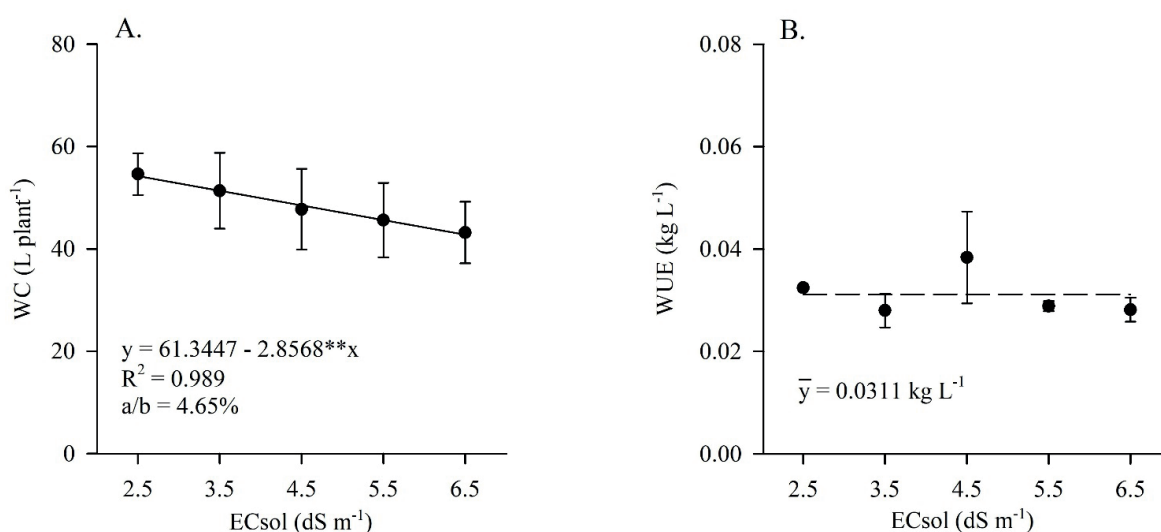 A.
80
60
40
20
0
WC (L plant⁻¹)
y = 61.3447 - 2.8568**x
R² = 0.989
a/b = 4.65%
2.5 3.5 4.5 5.5 6.5
ECsol (dS m⁻¹)
B.
0.08
0.06
0.04
0.02
0.00
WUE (kg L⁻¹)
y̅ = 0.0311 kg L⁻¹
2.5 3.5 4.5 5.5 6.5
ECsol (dS m⁻¹)